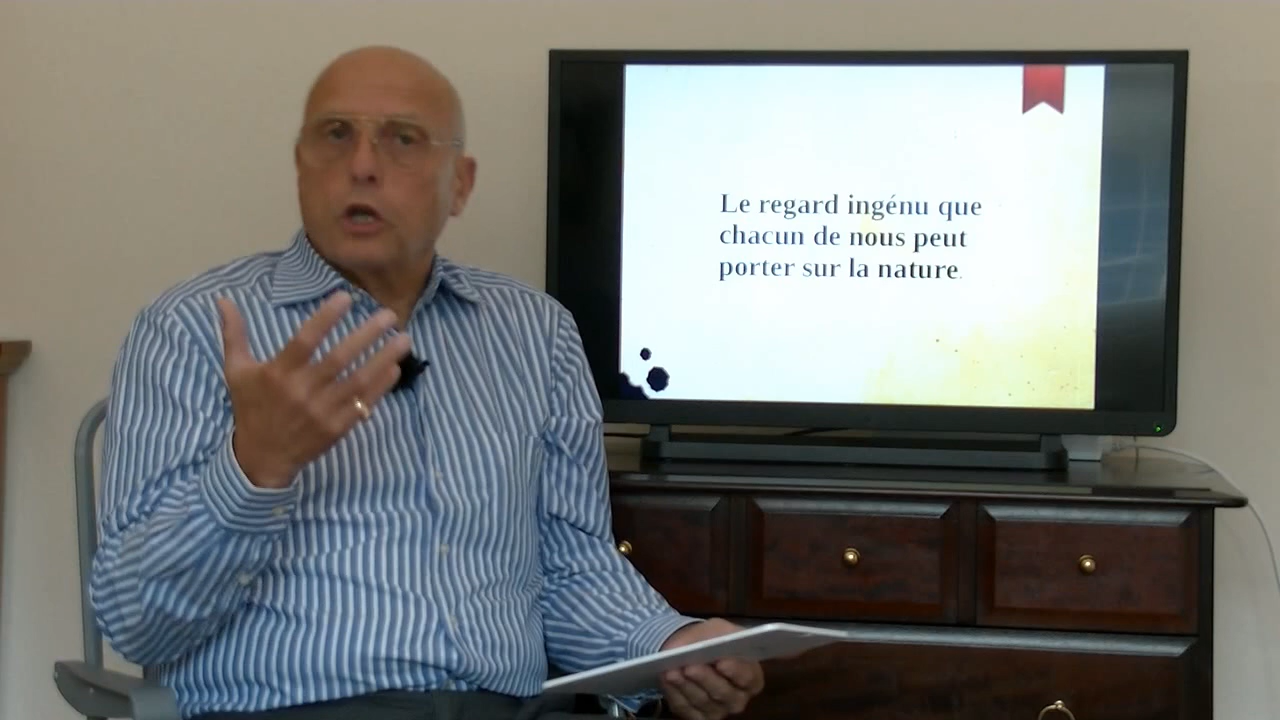 Le regard ingénu que
chacun de nous peut
porter sur la nature.